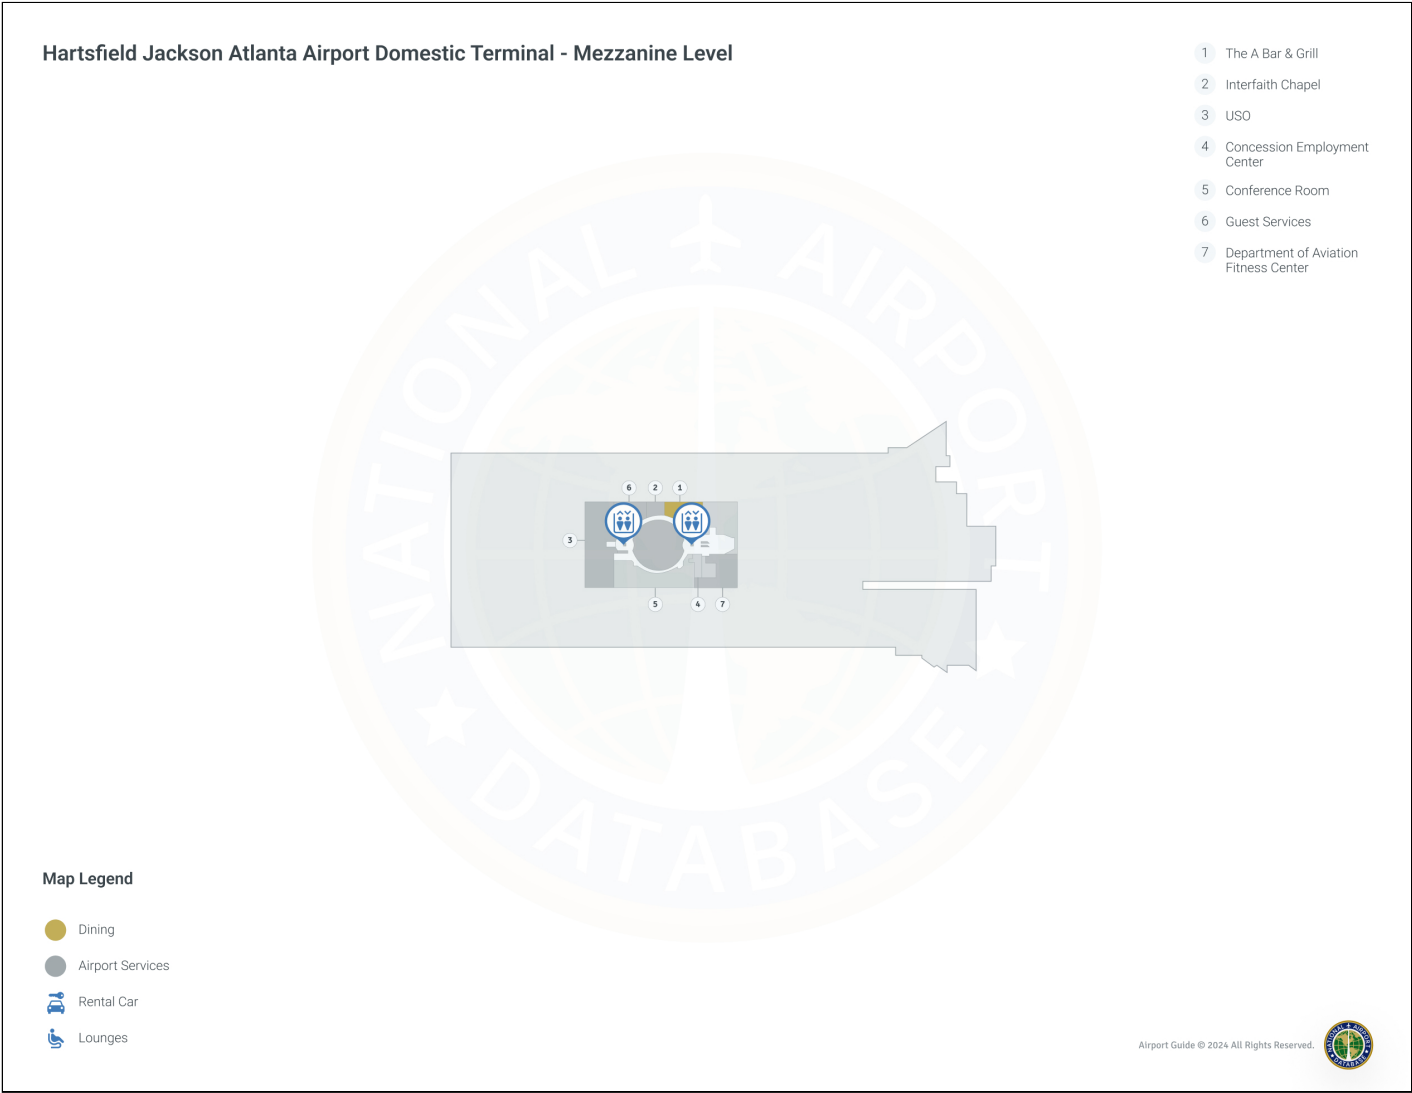 Hartsfield Jackson Atlanta Airport Domestic Terminal - Mezzanine Level
1 The A Bar & Grill
2 Interfaith Chapel
3 USO
4 Concession Employment
Center
5 Conference Room
6 Guest Services
7 Department of Aviation
Fitness Center
NATIONAL AIRPORT
DATABASE
6 2 1
3
5 4 7
Map Legend
Dining
Airport Services
Rental Car
Lounges
Airport Guide © 2024 All Rights Reserved.
NATIONAL AIRPORT
DATABASE